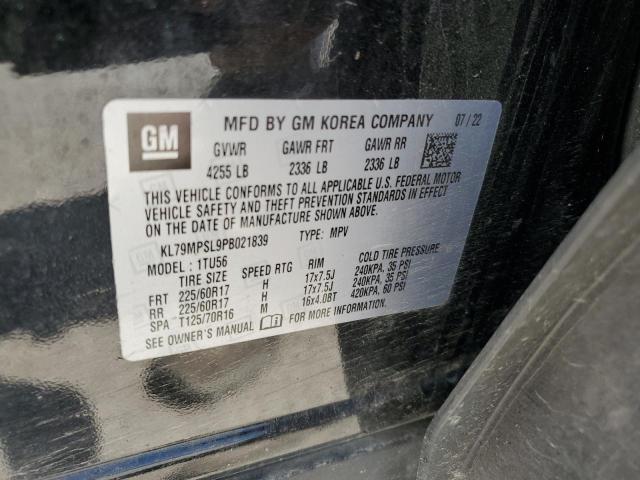 GM
MFD BY GM KOREA COMPANY 07/22
GVWR GAWR FRT GAWR RR
4255 LB 2336 LB 2336 LB
THIS VEHICLE CONFORMS TO ALL APPLICABLE U.S. FEDERAL MOTOR
VEHICLE SAFETY AND THEFT PREVENTION STANDARDS IN EFFECT
ON THE DATE OF MANUFACTURE SHOWN ABOVE.
KL79MPSL9PB021839 TYPE: MPV
MODEL: 1TU56
TIRE SIZE SPEED RTG RIM COLD TIRE PRESSURE
FRT 225/60R17 H 17x7.5J 240KPA, 35 PSI
RR 225/60R17 H 17x7.5J 240KPA, 35 PSI
SPA T125/70R16 M 16x4.0BT 420KPA, 60 PSI
SEE OWNER'S MANUAL FOR MORE INFORMATION.